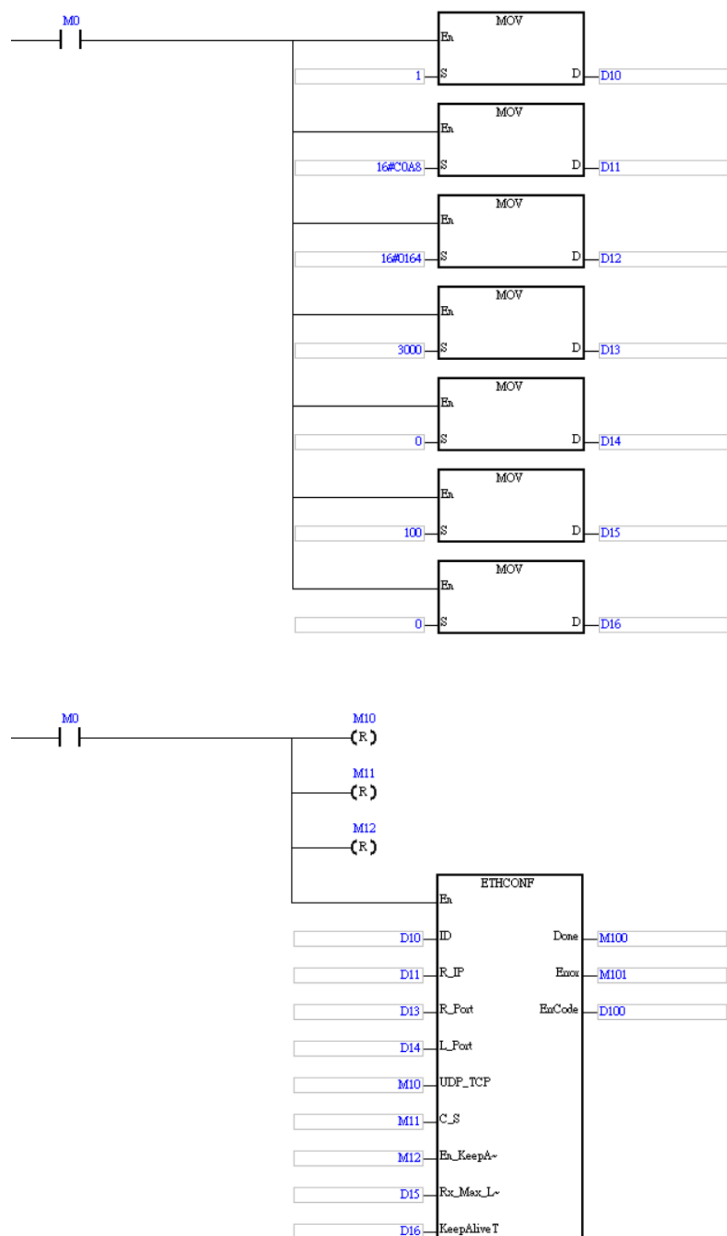 M0
MOV
En
1 S D D10
MOV
En
16#C0A8 S D D11
MOV
En
16#0164 S D D12
MOV
En
3000 S D D13
MOV
En
0 S D D14
MOV
En
100 S D D15
MOV
En
0 S D D16
M0 M10
(R)
M11
(R)
M12
(R)
ETHCONF
En
D10 ID Done M100
D11 R_IP Error M101
D13 R_Port ErrCode D100
D14 L_Port
M10 UDP_TCP
M11 C_S
M12 En_KeepA~
D15 Rx_Max_L~
D16 KeepAliveT